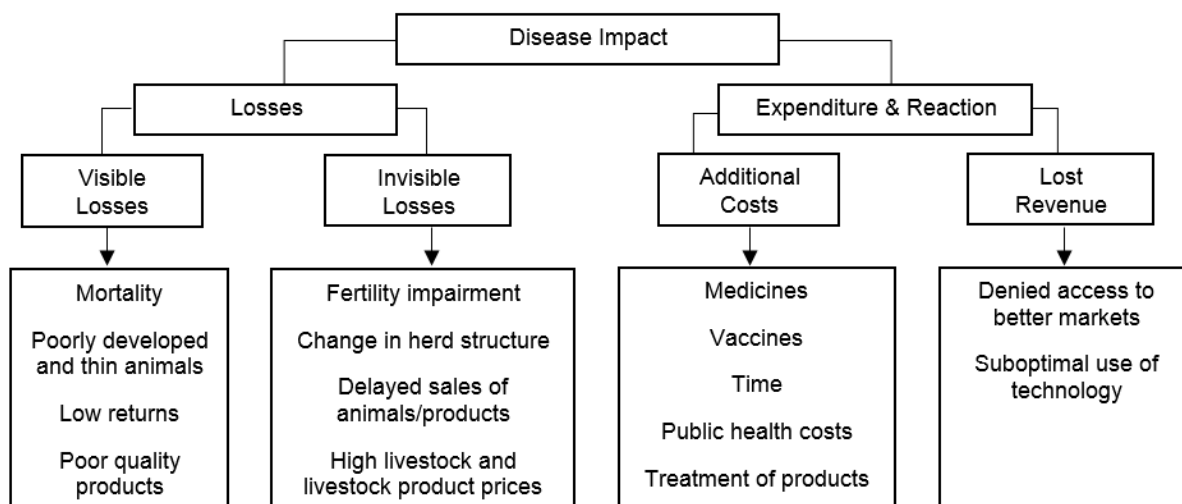 Disease Impact
Losses
Expenditure & Reaction
Visible
Losses
Invisible
Losses
Additional
Costs
Lost
Revenue
Mortality
Poorly developed
and thin animals
Low returns
Poor quality
products
Fertility impairment
Change in herd structure
Delayed sales of
animals/products
High livestock and
livestock product prices
Medicines
Vaccines
Time
Public health costs
Treatment of products
Denied access to
better markets
Suboptimal use of
technology